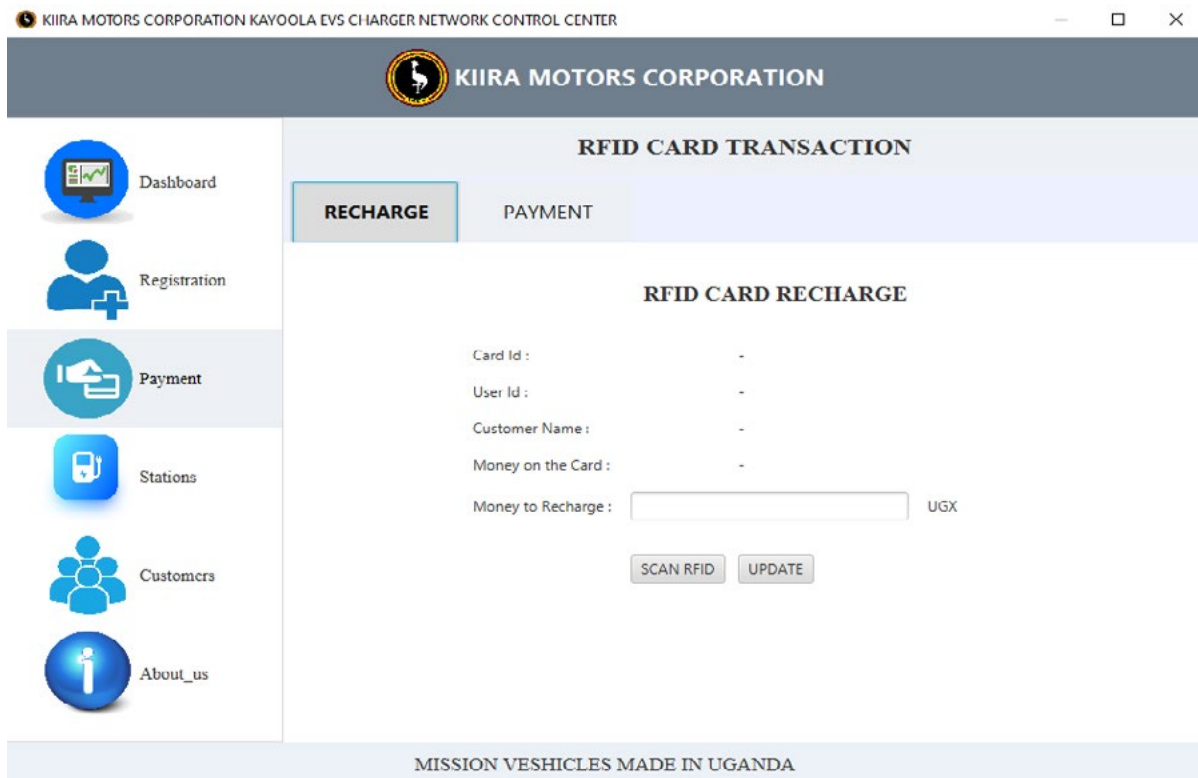 KIIRA MOTORS CORPORATION KAYOOLA EVS CHARGER NETWORK CONTROL CENTER
KIIRA MOTORS CORPORATION
RFID CARD TRANSACTION
Dashboard
Registration
Payment
Stations
Customers
About_us
RECHARGE PAYMENT
RFID CARD RECHARGE
Card Id : -
User Id : -
Customer Name : -
Money on the Card : -
Money to Recharge : UGX
SCAN RFID UPDATE
MISSION VESHICLES MADE IN UGANDA